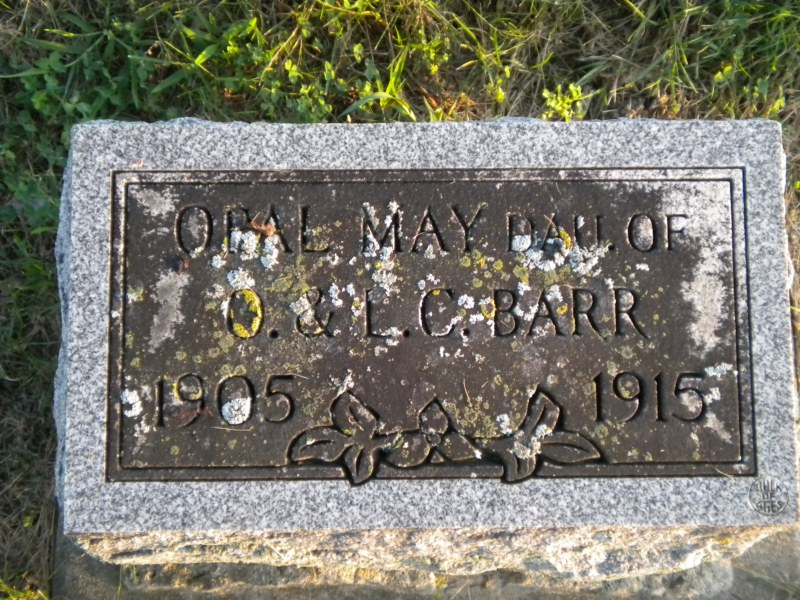 OPAL MAY DAU. OF
O. & L.C. BARR
1905 1915